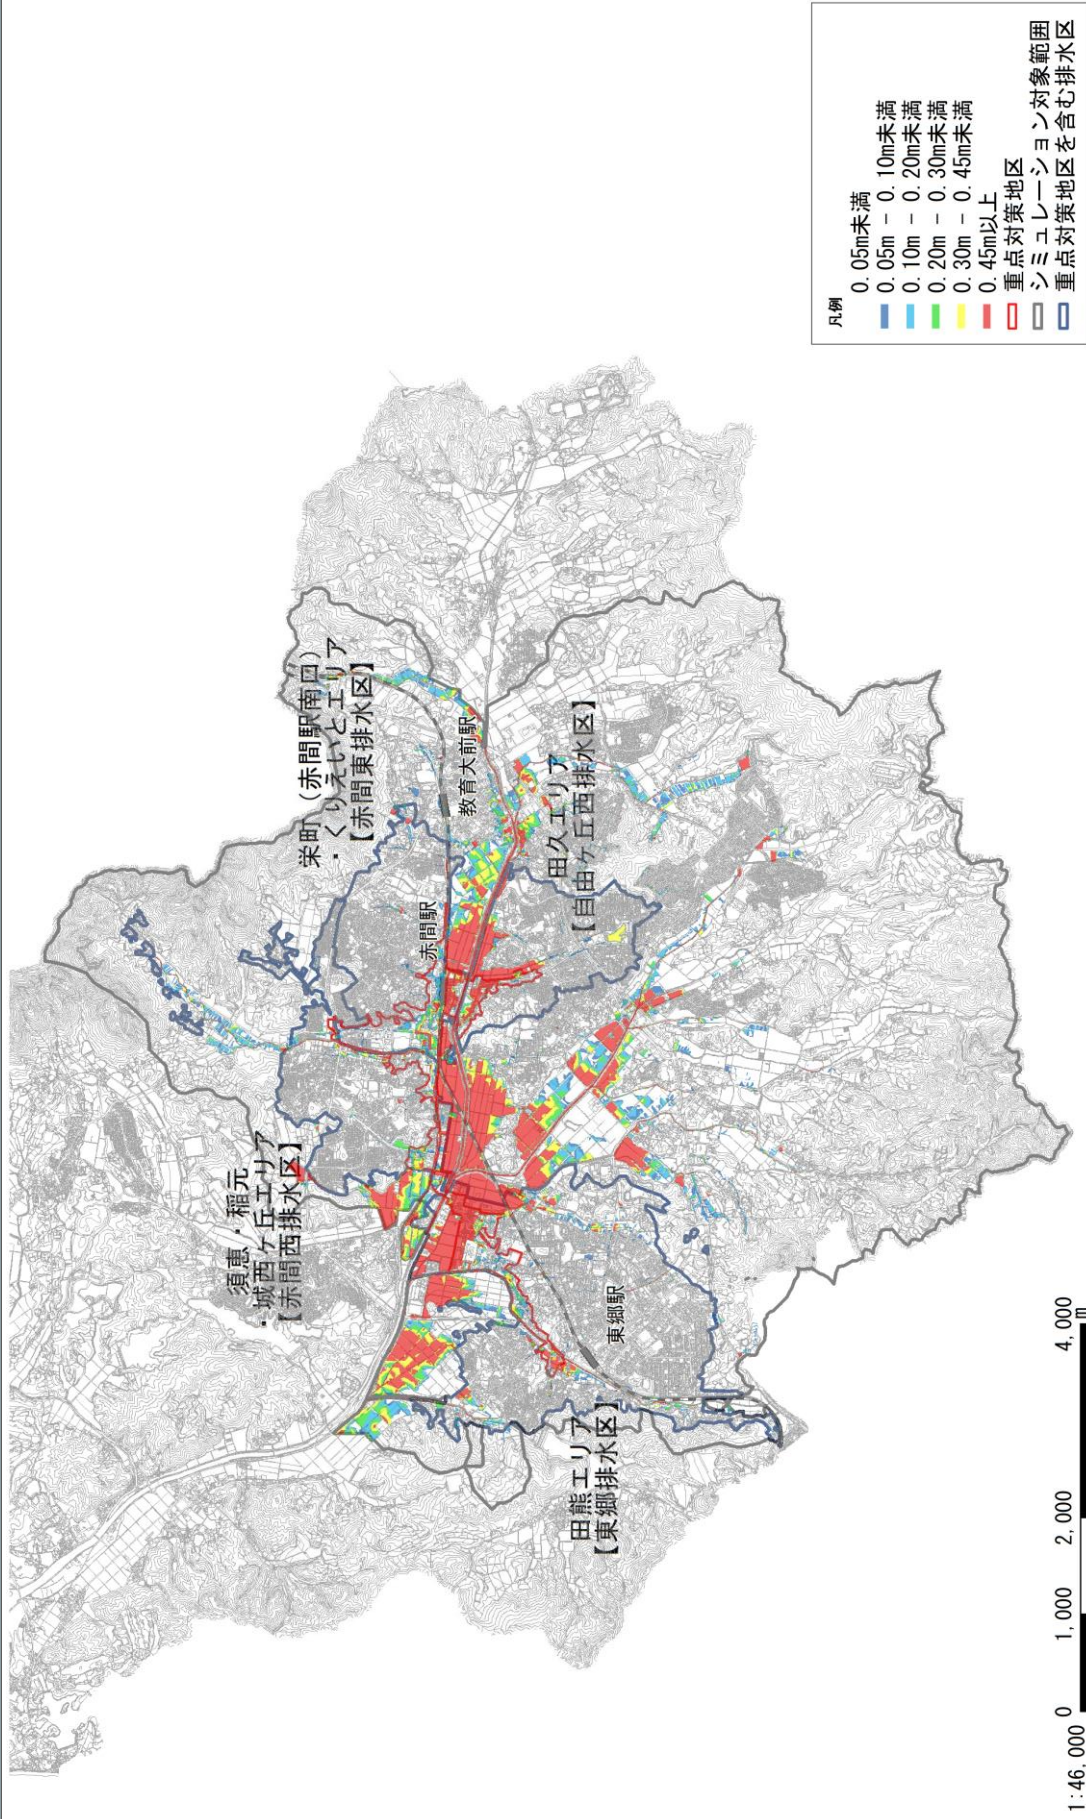 栄町（赤間駅南口）
・くりえいとエリア
【赤間東排水区】
須恵・稲元
・城西ヶ丘エリア
【赤間西排水区】
教育大前駅
赤間駅
田久エリア
【自由ヶ丘西排水区】
東郷駅
田熊エリア
【東郷排水区】
凡例
0.05m未満
0.05m - 0.10m未満
0.10m - 0.20m未満
0.20m - 0.30m未満
0.30m - 0.45m未満
0.45m以上
重点対策地区
シミュレーション対象範囲
重点対策地区を含む排水区
1:46,000
0 1,000 2,000 4,000
m